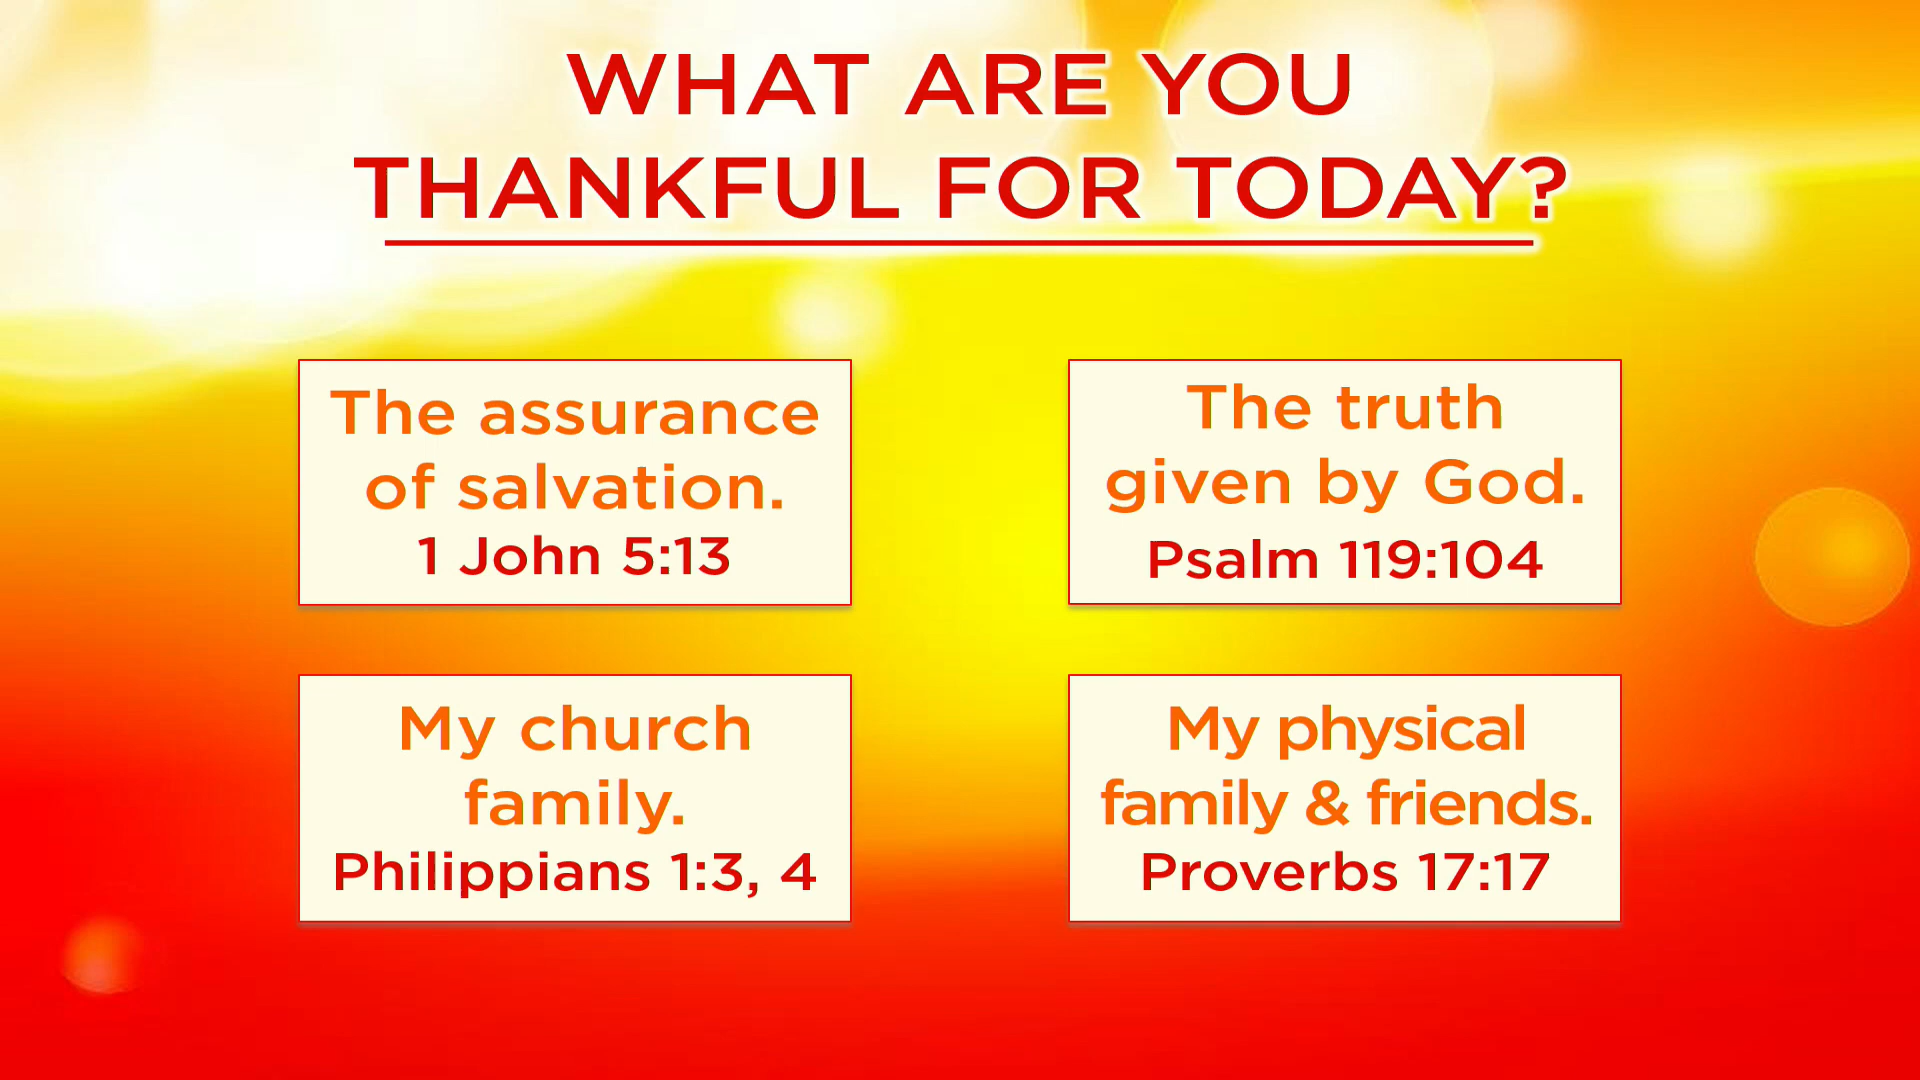 WHAT ARE YOU
THANKFUL FOR TODAY?
The assurance
of salvation.
1 John 5:13
The truth
given by God.
Psalm 119:104
My church
family.
Philippians 1:3, 4
My physical
family & friends.
Proverbs 17:17